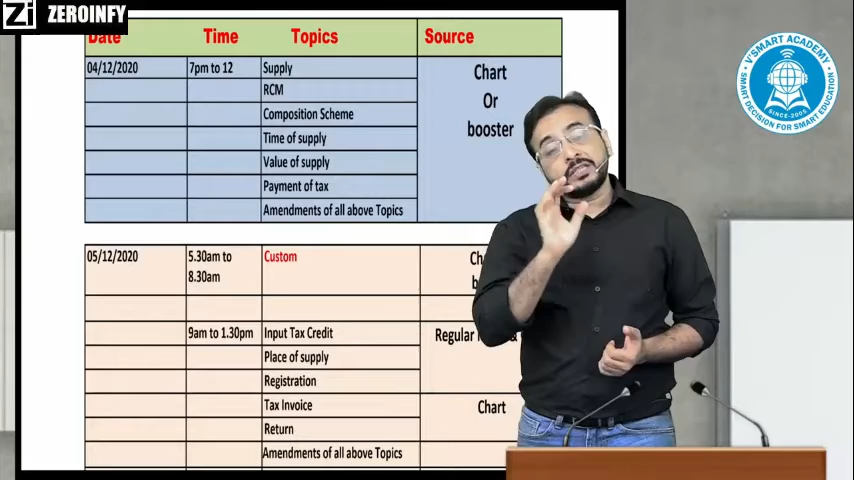 Zi ZEROINFY
Date Time Topics Source
04/12/2020 7pm to 12 Supply Chart
RCM Or
Composition Scheme booster
Time of supply
Value of supply
Payment of tax
Amendments of all above Topics
05/12/2020 5.30am to Custom
8.30am
9am to 1.30pm Input Tax Credit Regular
Place of supply
Registration
Tax Invoice Chart
Return
Amendments of all above Topics
V'SMART ACADEMY
SMART DECISION FOR SMART EDUCATION
SINCE-2005